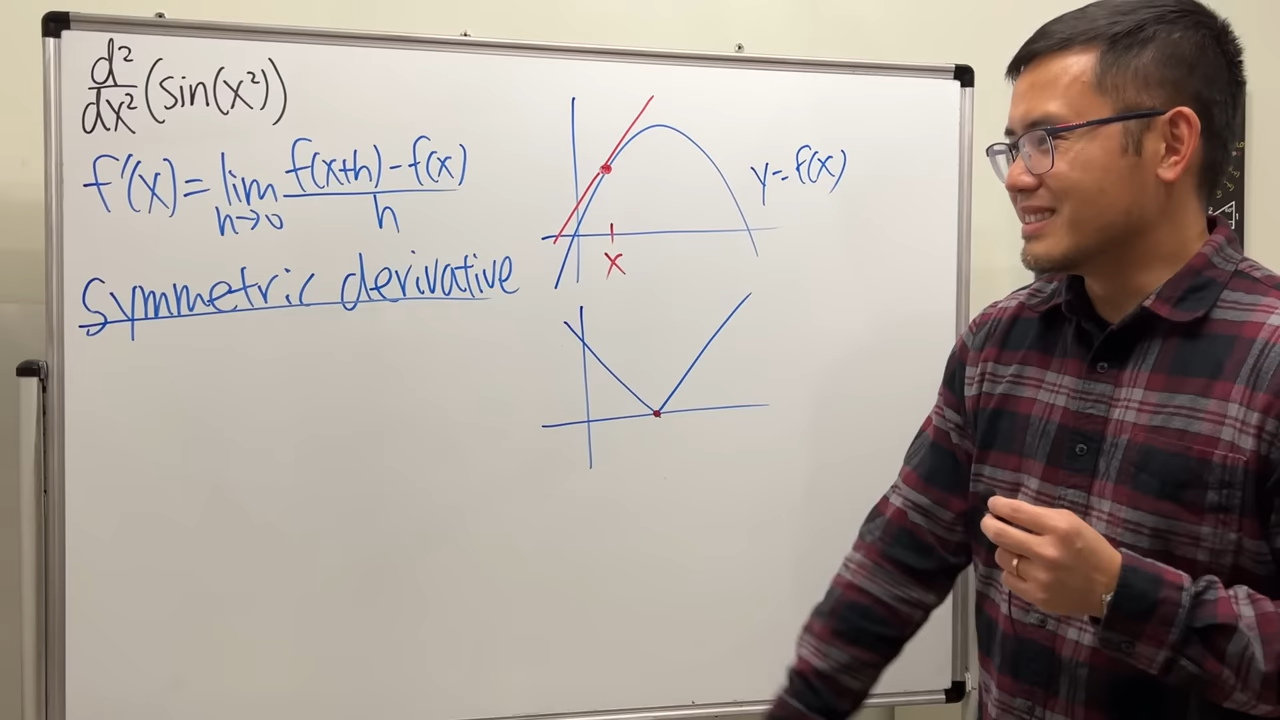 d²/dx² (sin(x²))
f'(x) = lim h→0 f(x+h)-f(x) / h
Symmetric derivative
y=f(x)
x